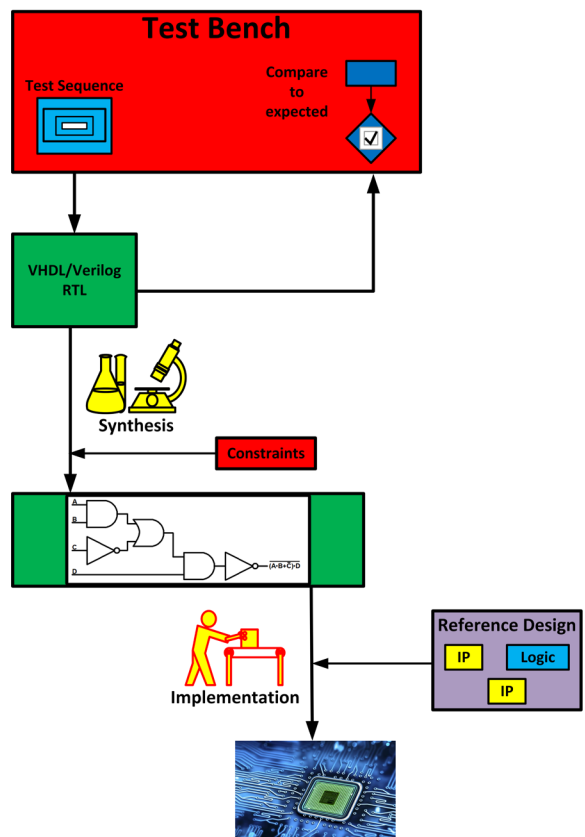 Test Bench
Test Sequence
Compare
to
expected
VHDL/Verilog
RTL
Synthesis
Constraints
A
B
C
D
(A·B+C̅)·D
Reference Design
IP
Logic
IP
Implementation